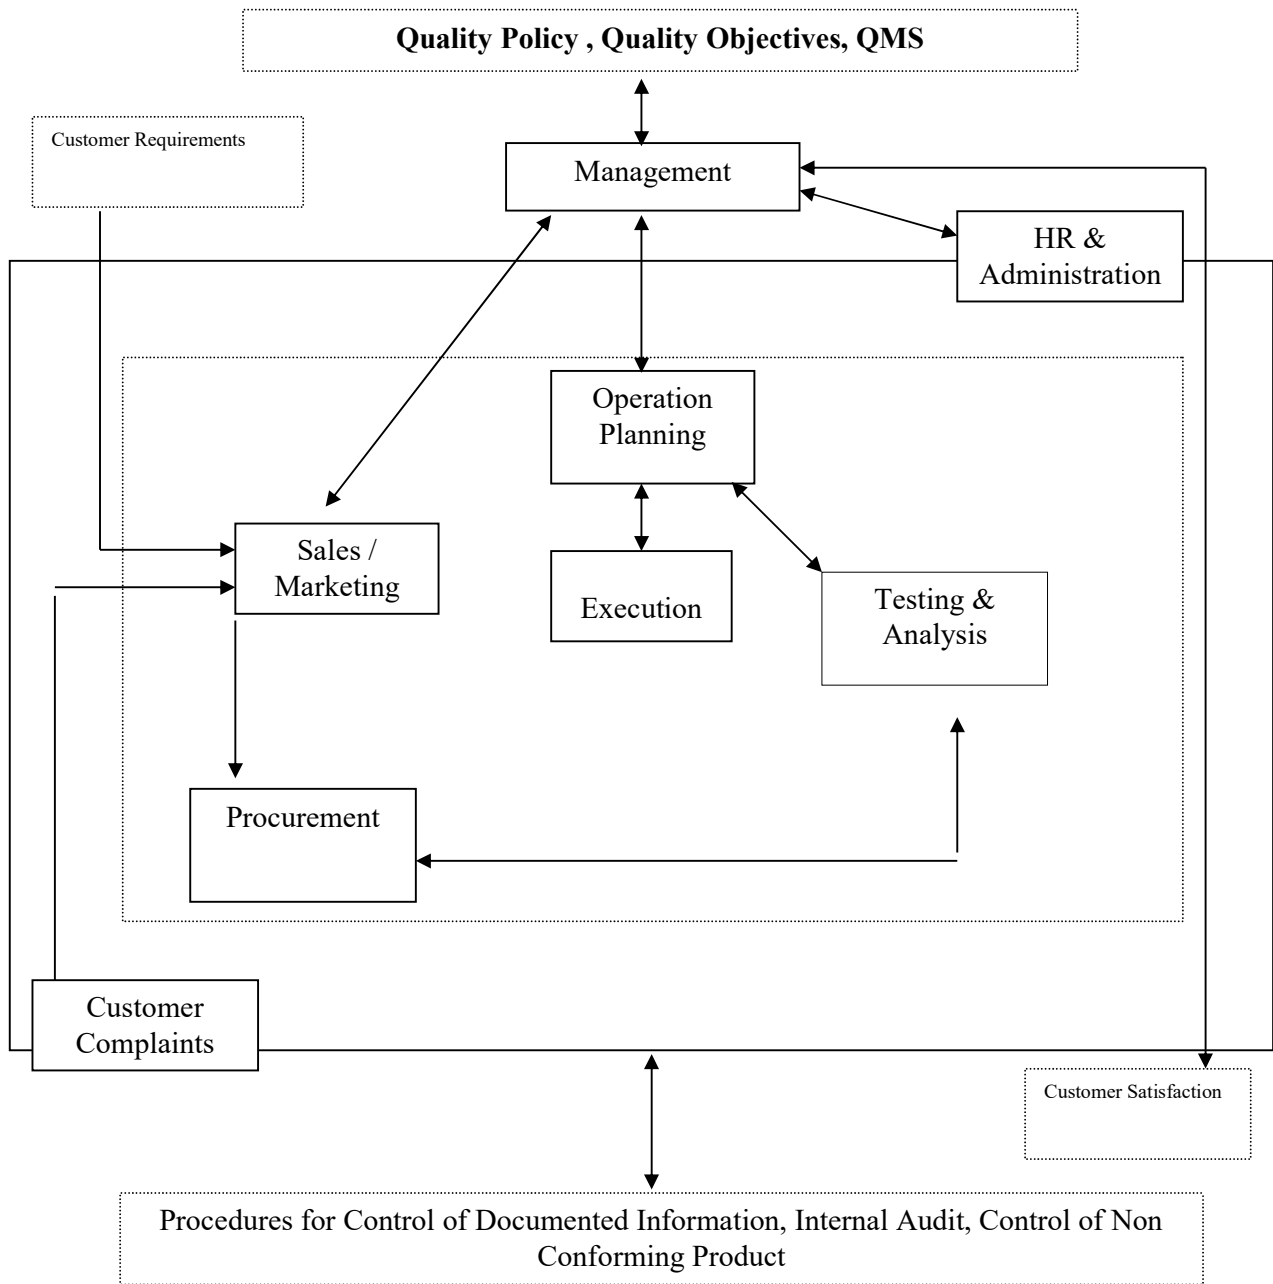 Quality Policy , Quality Objectives, QMS
Customer Requirements
Management
HR &
Administration
Operation
Planning
Sales /
Marketing
Execution
Testing &
Analysis
Procurement
Customer
Complaints
Customer Satisfaction
Procedures for Control of Documented Information, Internal Audit, Control of Non
Conforming Product